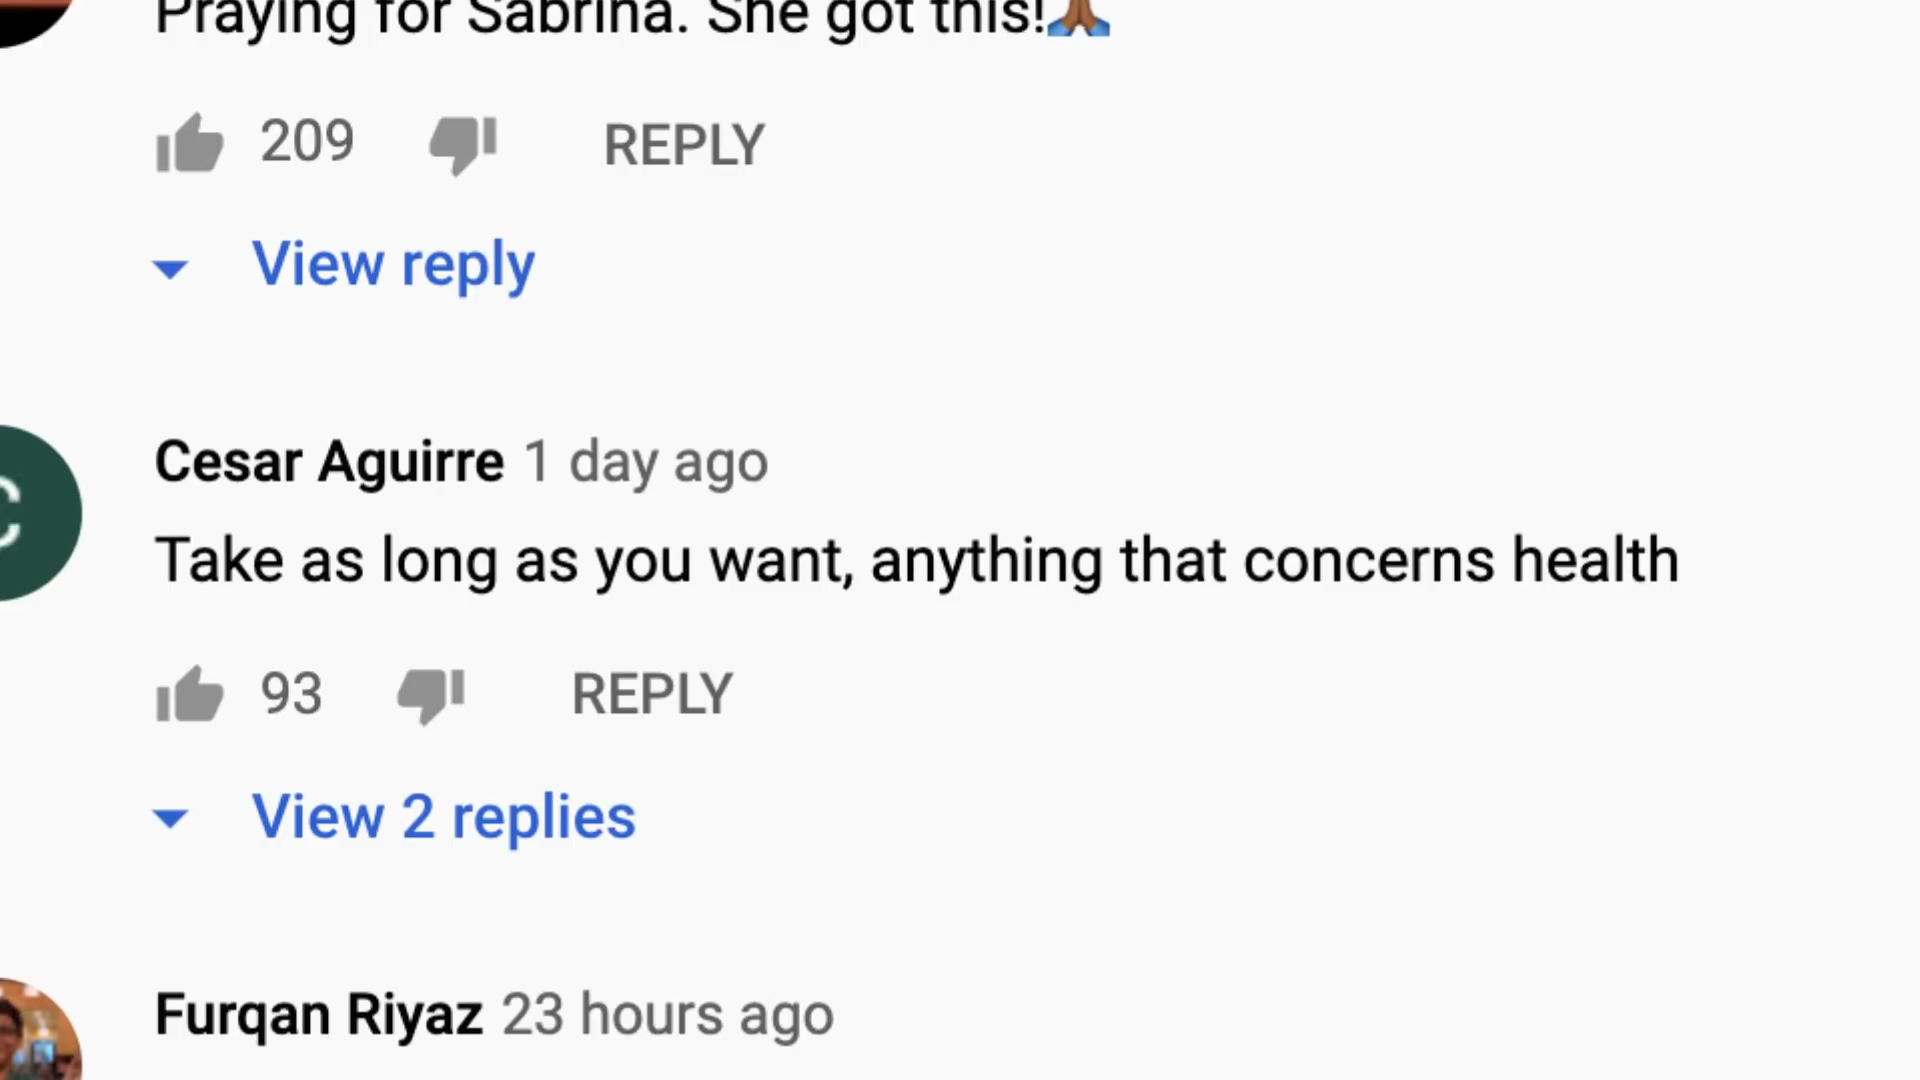 Praying for Sabrina. She got this!🙏🏾
209 REPLY
View reply
C
Cesar Aguirre 1 day ago
Take as long as you want, anything that concerns health
93 REPLY
View 2 replies
Furqan Riyaz 23 hours ago